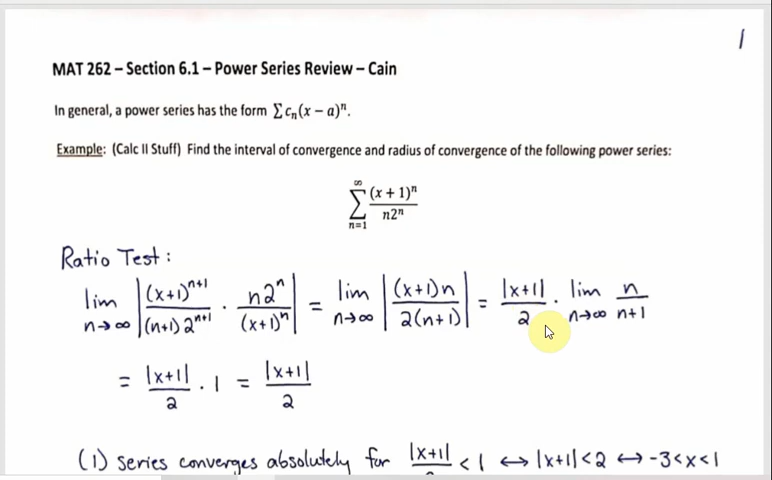 1
MAT 262 – Section 6.1 – Power Series Review – Cain
In general, a power series has the form ∑ cₙ(x − a)ⁿ.
Example: (Calc II Stuff) Find the interval of convergence and radius of convergence of the following power series:
∑_{n=1}^{∞} (x + 1)ⁿ / n2ⁿ
Ratio Test:
lim_{n→∞} |(x+1)^{n+1} / (n+1) 2^{n+1} · n2ⁿ / (x+1)ⁿ| = lim_{n→∞} |(x+1)n / 2(n+1)| = |x+1| / 2 · lim_{n→∞} n / n+1
= |x+1| / 2 · 1 = |x+1| / 2
(1) series converges absolutely for |x+1| / 2 < 1 ↔ |x+1| < 2 ↔ -3 < x < 1